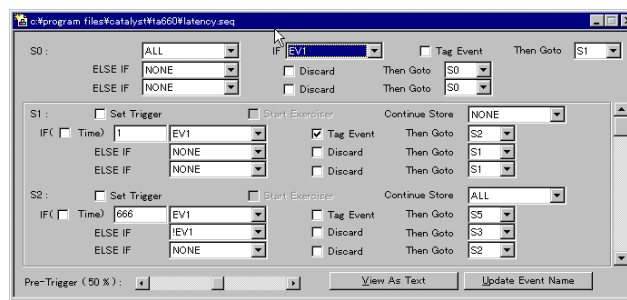 c:¥program files¥catalyst¥ta660¥latency.seq
S0 : ALL IF EV1 Tag Event Then Goto S1
ELSE IF NONE Discard Then Goto S0
ELSE IF NONE Discard Then Goto S0
S1 : Set Trigger Start Exerciser Continue Store NONE
IF( Time) 1 EV1 Tag Event Then Goto S2
ELSE IF NONE Discard Then Goto S1
ELSE IF NONE Discard Then Goto S1
S2 : Set Trigger Start Exerciser Continue Store ALL
IF( Time) 666 EV1 Tag Event Then Goto S5
ELSE IF !EV1 Discard Then Goto S3
ELSE IF NONE Discard Then Goto S2
Pre-Trigger ( 50 % ) : View As Text Update Event Name